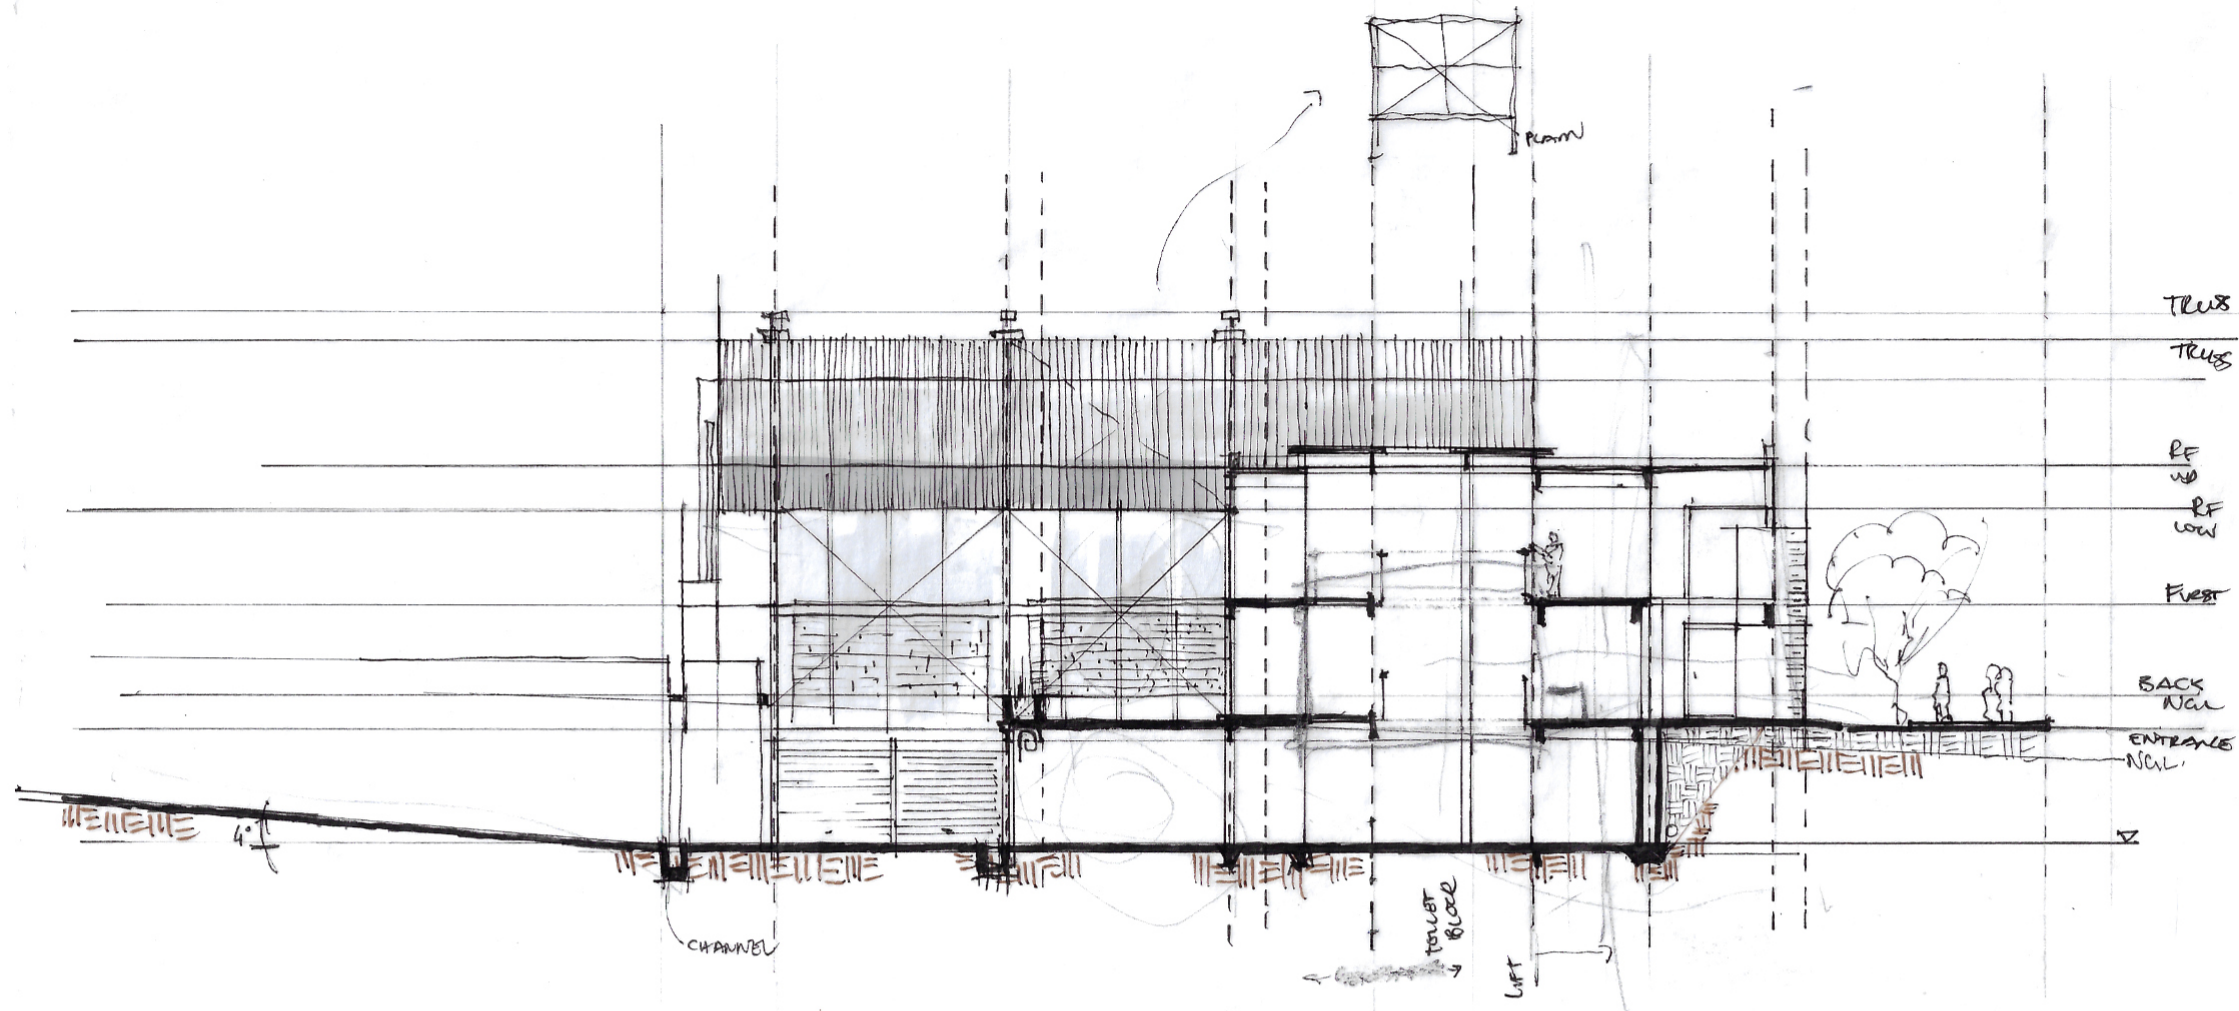 PLAN
TRUSS
TRUSS
RF
UP
RF
LOW
FIRST
BACK
NGL
ENTRANCE
NGL.
4°
CHANNEL
TOILET
BLOCK
LIFT